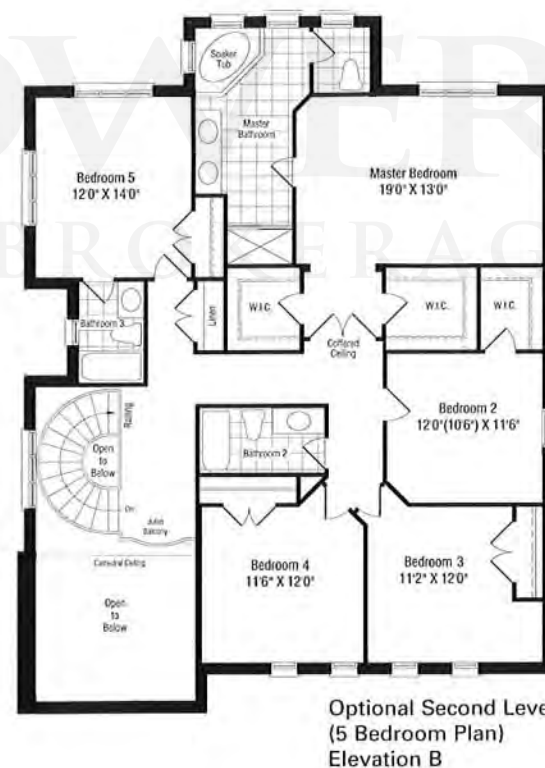 OWER
BROKERAG
Soaker
Tub
Master
Bathroom
Bedroom 5
12'0" X 14'0"
Master Bedroom
19'0" X 13'0"
W.I.C.
W.I.C.
W.I.C.
Linen
Bathroom 3
Coffered
Ceiling
Railing
Open
to
Below
Dn
Juliet
Balcony
Bathroom 2
Bedroom 2
12'0"(10'6") X 11'6"
Cathedral Ceiling
Open
to
Below
Bedroom 4
11'6" X 12'0"
Bedroom 3
11'2" X 12'0"
Optional Second Leve
(5 Bedroom Plan)
Elevation B